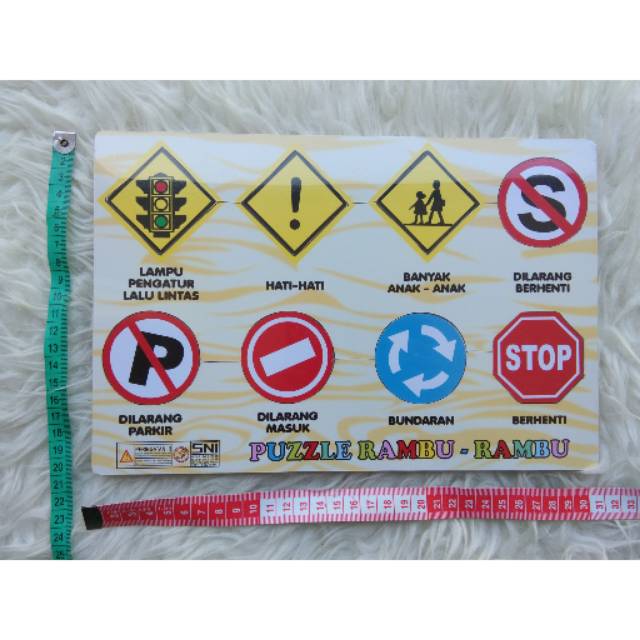 LAMPU
PENGATUR
LALU LINTAS
HATI-HATI
BANYAK
ANAK - ANAK
S
DILARANG
BERHENTI
P
DILARANG
PARKIR
DILARANG
MASUK
BUNDARAN
STOP
BERHENTI
SNI
PUZZLE RAMBU - RAMBU